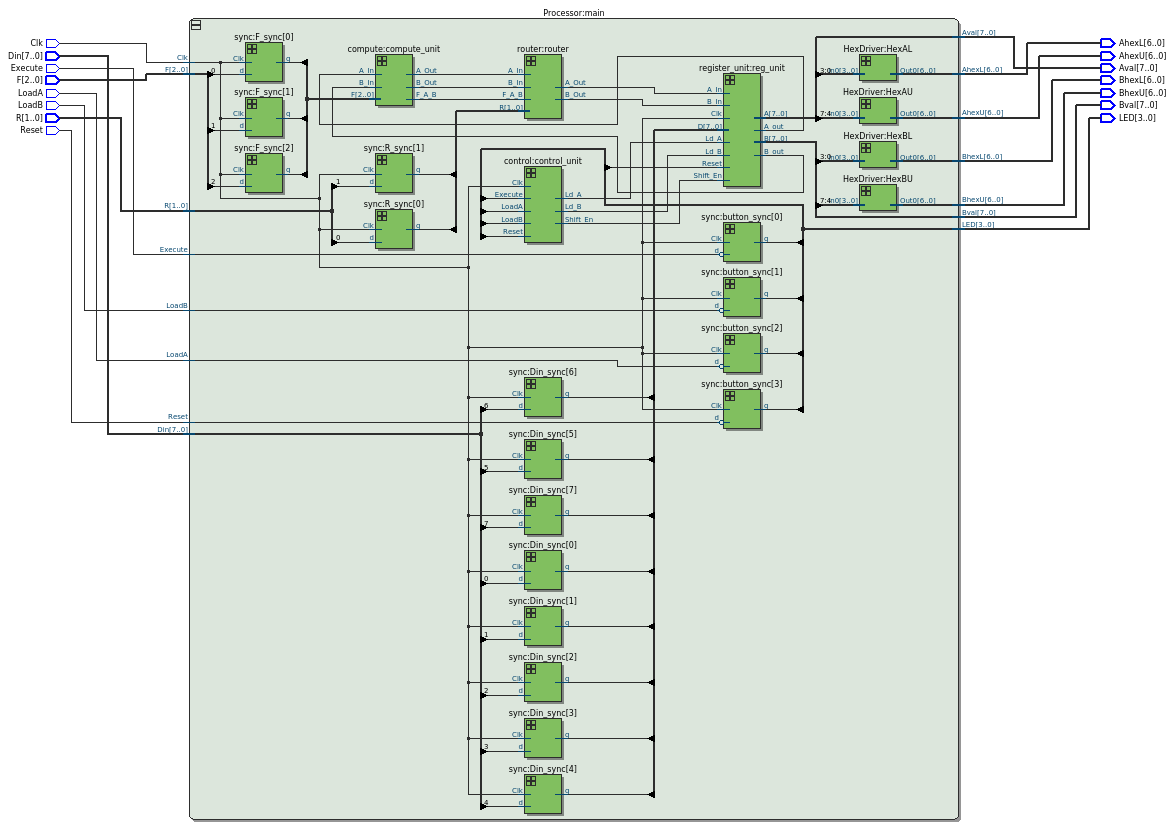 Processor:main
Clk
Din[7..0]
Execute
F[2..0]
LoadA
LoadB
R[1..0]
Reset
Clk
F[2..0]
R[1..0]
Execute
LoadB
LoadA
Reset
Din[7..0]
sync:F_sync[0]
Clk
d
q
0
sync:F_sync[1]
Clk
d
q
1
sync:F_sync[2]
Clk
d
q
2
compute:compute_unit
A_In
B_In
F[2..0]
A_Out
B_Out
F_A_B
sync:R_sync[1]
Clk
d
q
1
sync:R_sync[0]
Clk
d
q
0
router:router
A_In
B_In
F_A_B
R[1..0]
A_Out
B_Out
control:control_unit
Clk
Execute
LoadA
LoadB
Reset
Ld_A
Ld_B
Shift_En
register_unit:reg_unit
A_In
B_In
Clk
D[7..0]
Ld_A
Ld_B
Reset
Shift_En
A[7..0]
A_out
B[7..0]
B_out
sync:button_sync[0]
Clk
d
q
sync:button_sync[1]
Clk
d
q
sync:button_sync[2]
Clk
d
q
sync:button_sync[3]
Clk
d
q
sync:Din_sync[6]
Clk
d
q
6
sync:Din_sync[5]
Clk
d
q
5
sync:Din_sync[7]
Clk
d
q
7
sync:Din_sync[0]
Clk
d
q
0
sync:Din_sync[1]
Clk
d
q
1
sync:Din_sync[2]
Clk
d
q
2
sync:Din_sync[3]
Clk
d
q
3
sync:Din_sync[4]
Clk
d
q
4
HexDriver:HexAL
3:0
In0[3..0]
Out0[6..0]
HexDriver:HexAU
7:4
In0[3..0]
Out0[6..0]
HexDriver:HexBL
3:0
In0[3..0]
Out0[6..0]
HexDriver:HexBU
7:4
In0[3..0]
Out0[6..0]
Aval[7..0]
AhexL[6..0]
AhexU[6..0]
BhexL[6..0]
BhexU[6..0]
Bval[7..0]
LED[3..0]
AhexL[6..0]
AhexU[6..0]
Aval[7..0]
BhexL[6..0]
BhexU[6..0]
Bval[7..0]
LED[3..0]